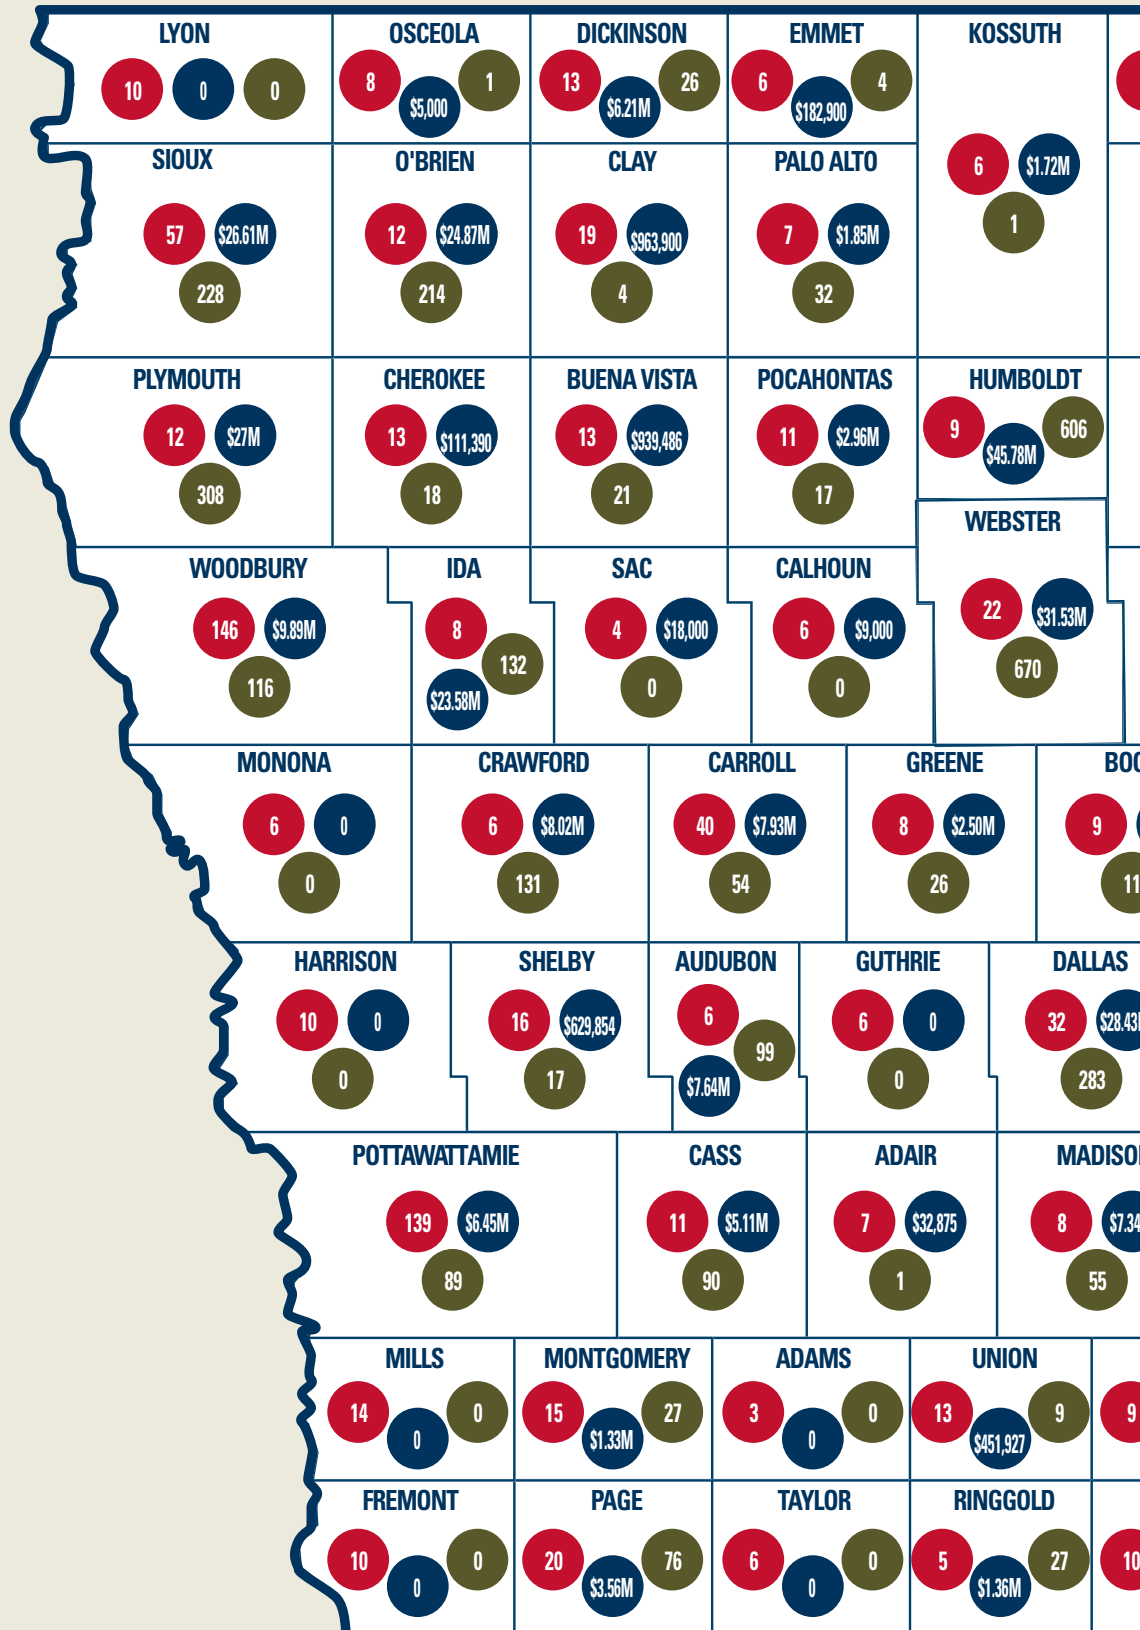 LYON
10 0 0
OSCEOLA
8 $5,000 1
DICKINSON
13 $6.21M 26
EMMET
6 $182,900 4
KOSSUTH
6 $1.72M
1
SIOUX
57 $26.61M
228
O'BRIEN
12 $24.87M
214
CLAY
19 $963,900
4
PALO ALTO
7 $1.85M
32
PLYMOUTH
12 $27M
308
CHEROKEE
13 $111,390
18
BUENA VISTA
13 $939,486
21
POCAHONTAS
11 $2.96M
17
HUMBOLDT
9 $45.78M 606
WEBSTER
22 $31.53M
670
WOODBURY
146 $9.89M
116
IDA
8
132
$23.58M
SAC
4 $18,000
0
CALHOUN
6 $9,000
0
MONONA
6 0
0
CRAWFORD
6 $8.02M
131
CARROLL
40 $7.93M
54
GREENE
8 $2.50M
26
BOO
9
11
HARRISON
10 0
0
SHELBY
16 $629,854
17
AUDUBON
6
99
$7.64M
GUTHRIE
6 0
0
DALLAS
32 $28.43
283
POTTAWATTAMIE
139 $6.45M
89
CASS
11 $5.11M
90
ADAIR
7 $32,875
1
MADISO
8 $7.34
55
MILLS
14 0 0
MONTGOMERY
15 $1.33M 27
ADAMS
3 0 0
UNION
13 $451,927 9
9
FREMONT
10 0 0
PAGE
20 $3.56M 76
TAYLOR
6 0 0
RINGGOLD
5 $1.36M 27
10